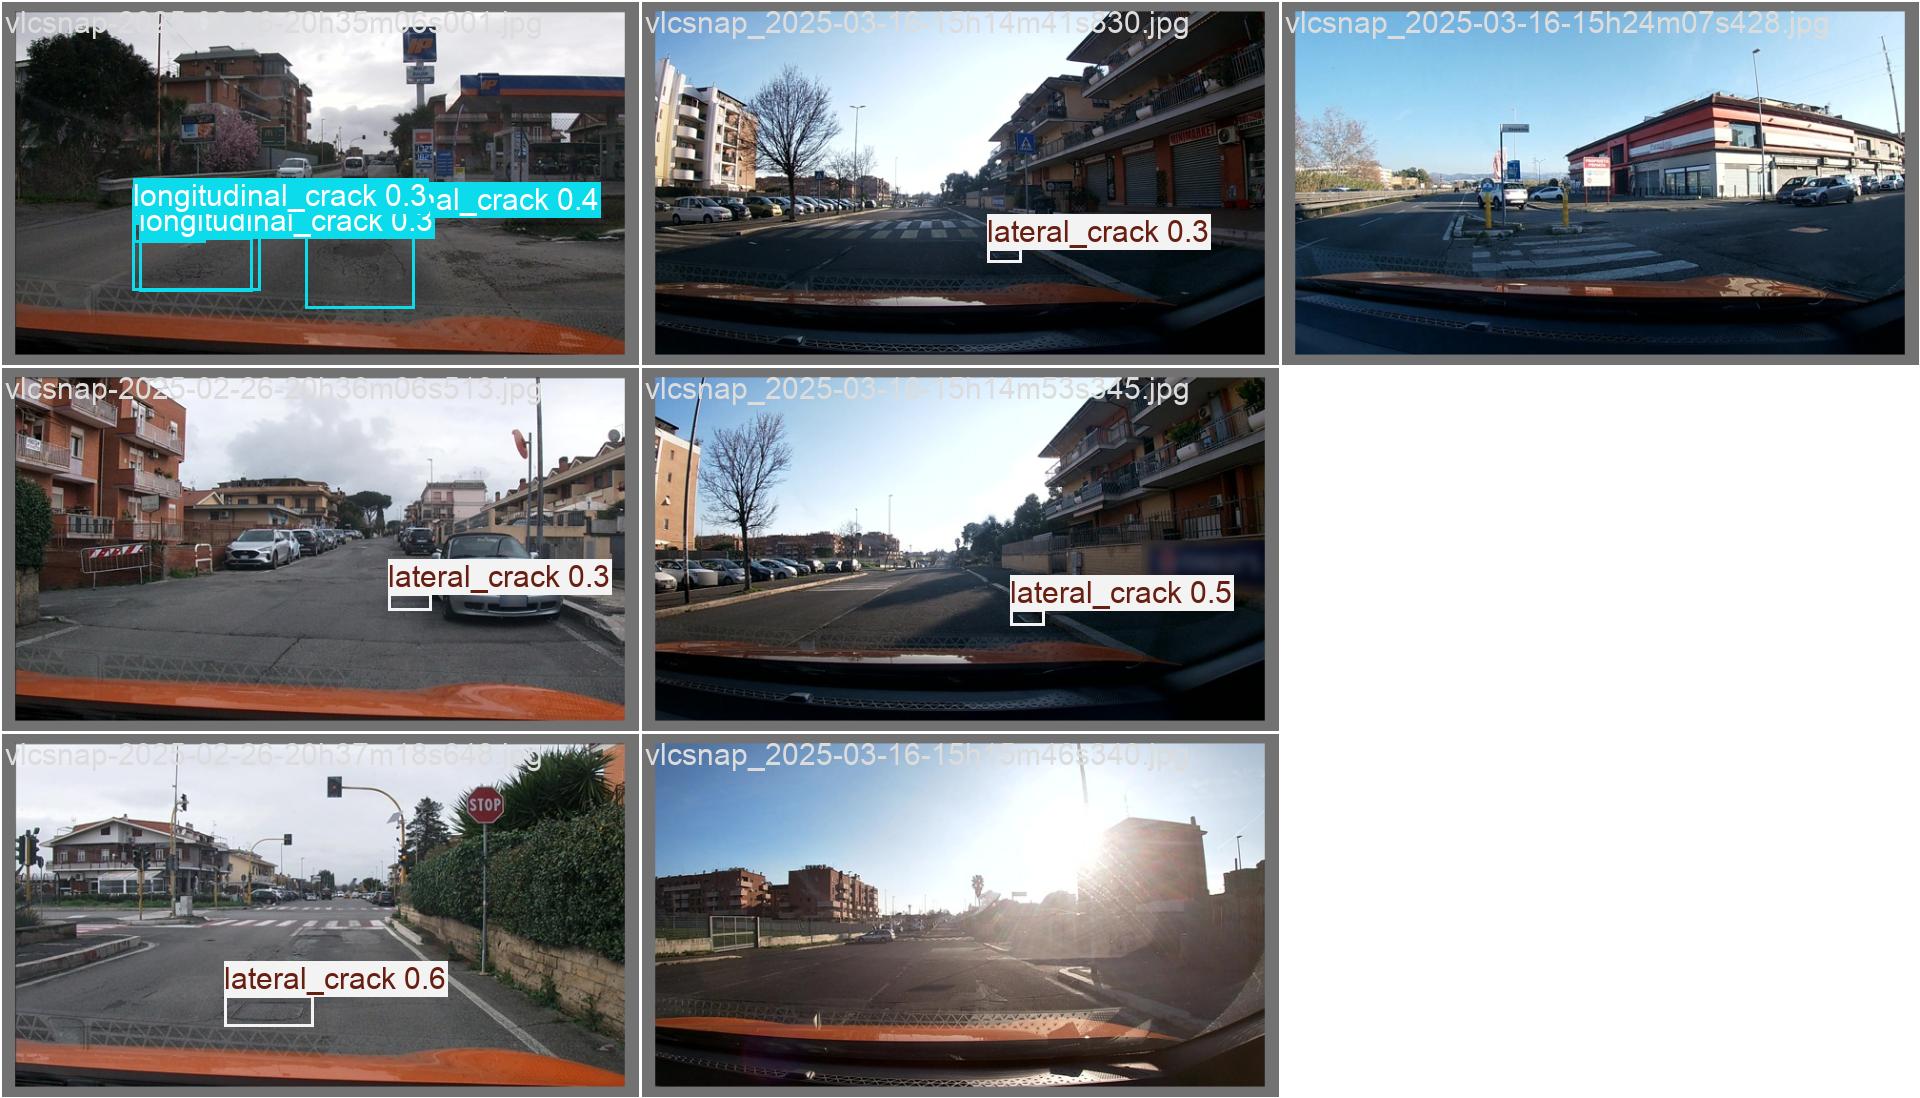 vlcsnap-2025-02-26-20h35m06s001.jpg
IP
IP
longitudinal_crack 0.3
al_crack 0.4
longitudinal_crack 0.3
vlcsnap_2025-03-16-15h14m41s830.jpg
MINIMARKET
lateral_crack 0.3
vlcsnap_2025-03-16-15h24m07s428.jpg
vlcsnap-2025-02-26-20h36m06s513.jpg
lateral_crack 0.3
vlcsnap_2025-03-16-15h14m53s345.jpg
lateral_crack 0.5
vlcsnap-2025-02-26-20h37m18s648.jpg
STOP
lateral_crack 0.6
vlcsnap_2025-03-16-15h15m46s340.jpg